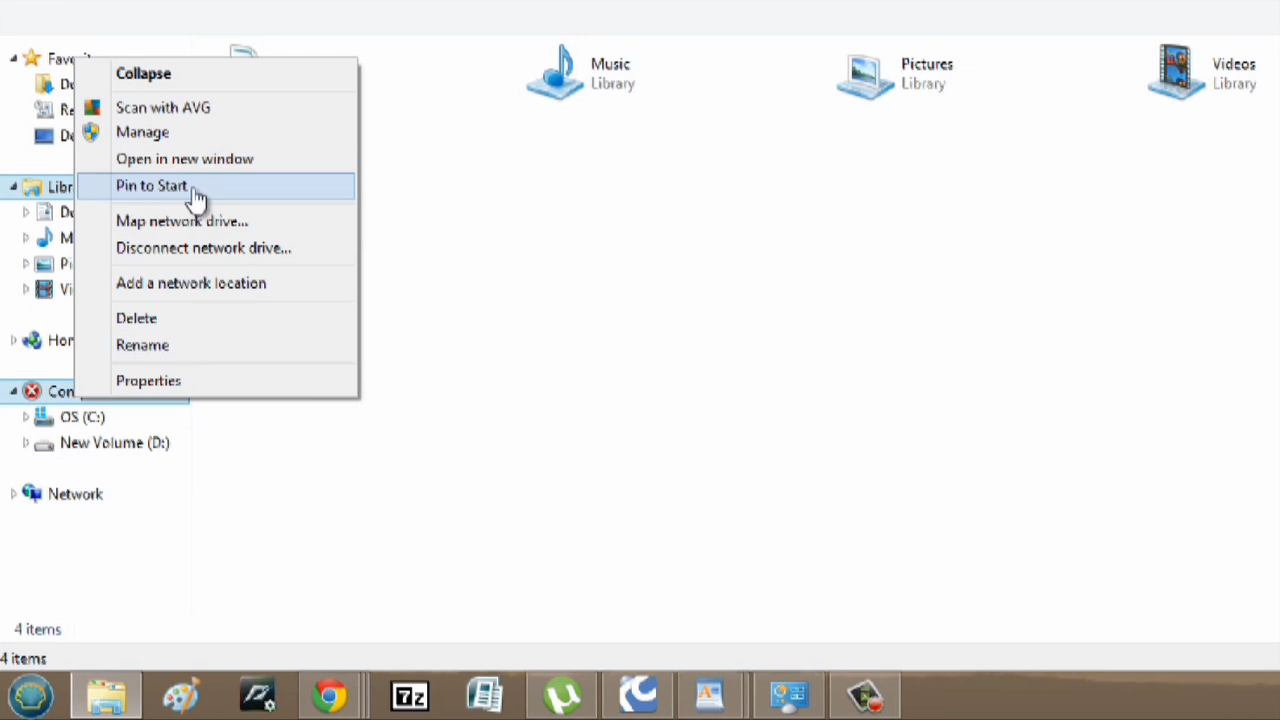 Music
Library
Pictures
Library
Videos
Library
Collapse
Scan with AVG
Manage
Open in new window
Pin to Start
Map network drive...
Disconnect network drive...
Add a network location
Delete
Rename
Properties
OS (C:)
New Volume (D:)
Network
4 items
4 items
7z